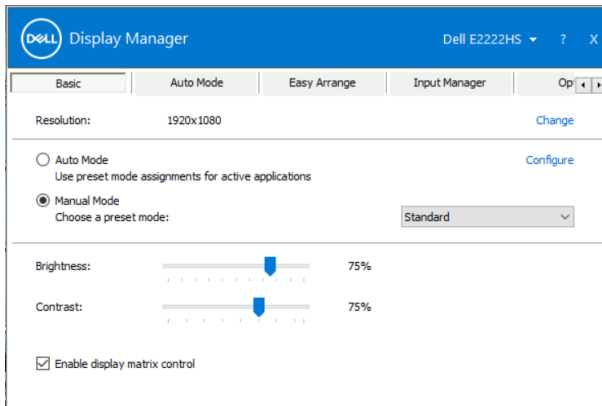 DELL Display Manager Dell E2222HS ? X
Basic Auto Mode Easy Arrange Input Manager
Resolution: 1920x1080 Change
Auto Mode Configure
Use preset mode assignments for active applications
Manual Mode
Choose a preset mode: Standard
Brightness: 75%
Contrast: 75%
Enable display matrix control